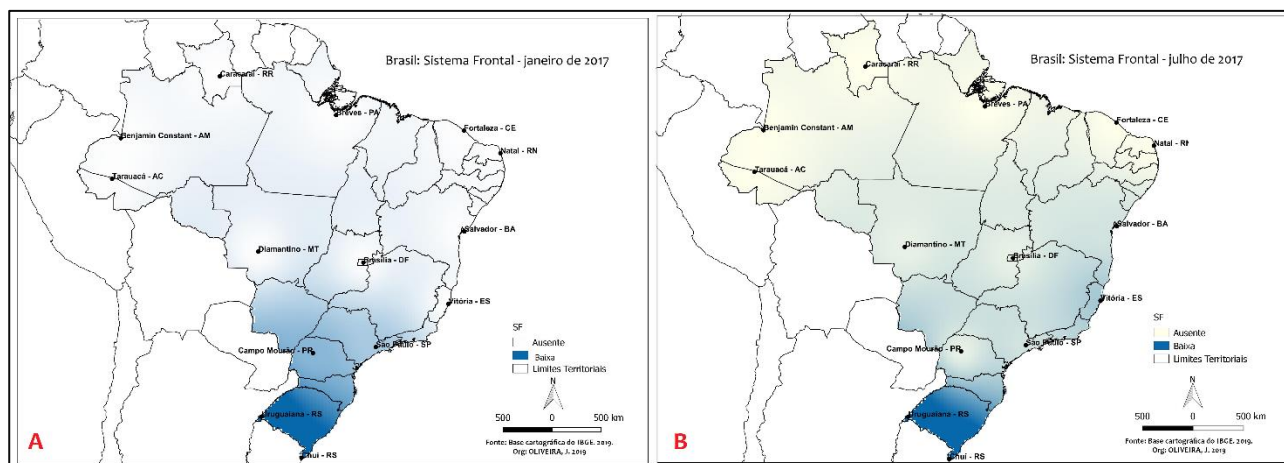 Brasil: Sistema Frontal - janeiro de 2017
Caracaraí - RR
Breves - PA
Fortaleza - CE
Benjamin Constant - AM
Natal - RN
Tarauacá - AC
Salvador - BA
Diamantino - MT
Brasília - DF
Vitória - ES
SF
Ausente
Baixa
Limites Territoriais
São Paulo - SP
Campo Mourão - PR
N
Uruguaiana - RS
500 0 500 km
Fonte: Base cartográfica do IBGE. 2019.
Org: OLIVEIRA, J. 2019
Chuí - RS
A
Brasil: Sistema Frontal - julho de 2017
Caracaraí - RR
Breves - PA
Fortaleza - CE
Benjamin Constant - AM
Natal - RN
Tarauacá - AC
Salvador - BA
Diamantino - MT
Brasília - DF
Vitória - ES
SF
Ausente
Baixa
Limites Territoriais
São Paulo - SP
Campo Mourão - PR
N
Uruguaiana - RS
500 0 500 km
Fonte: Base cartográfica do IBGE. 2019.
Org: OLIVEIRA, J. 2019
Chuí - RS
B